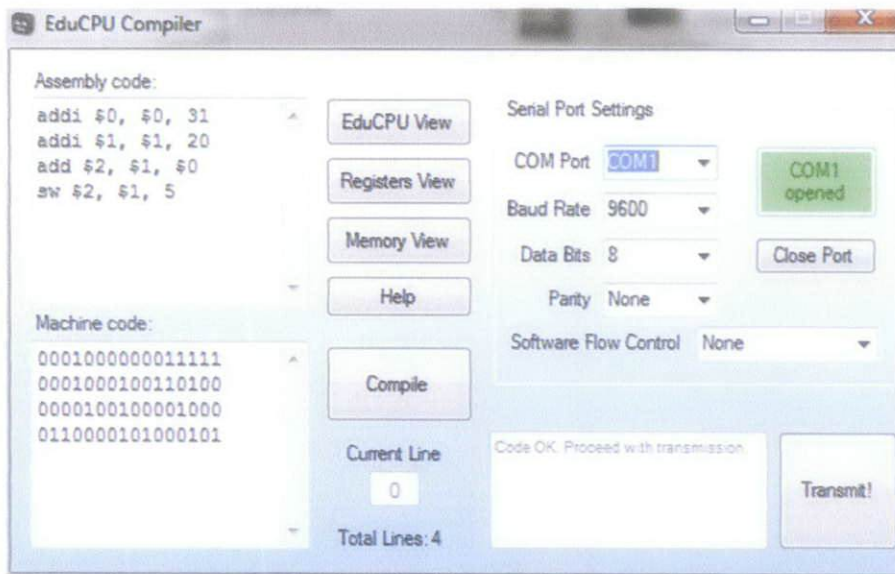 EduCPU Compiler
Assembly code:
addi $0, $0, 31
addi $1, $1, 20
add $2, $1, $0
sw $2, $1, 5
Machine code:
0001000000011111
0001000100110100
0000100100001000
0110000101000101
EduCPU View
Registers View
Memory View
Help
Compile
Current Line
0
Total Lines: 4
Serial Port Settings
COM Port COM1
Baud Rate 9600
Data Bits 8
Parity None
Software Flow Control None
COM1
opened
Close Port
Code OK. Proceed with transmission.
Transmit!